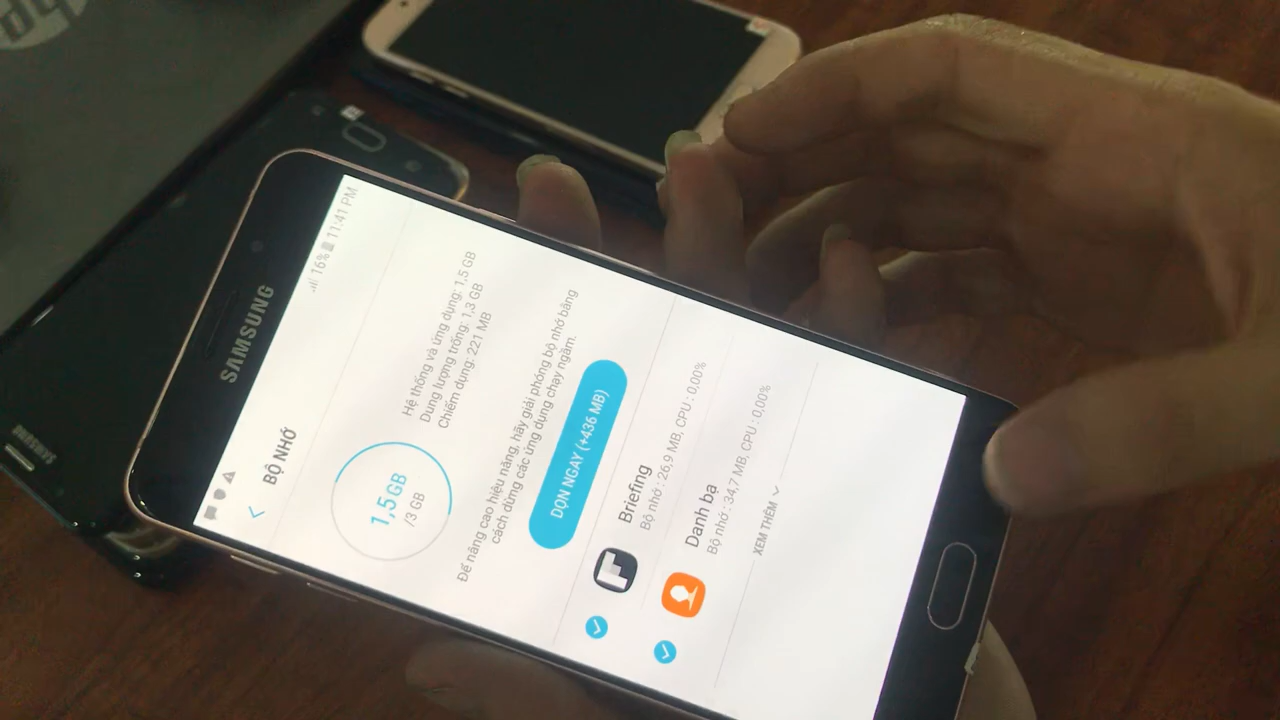 hp
SAMSUNG
SAMSUNG
16% 11:41 PM
BỘ NHỚ
1,5 GB
/3 GB
Hệ thống và ứng dụng: 1,5 GB
Dung lượng trống: 1,3 GB
Chiếm dụng: 221 MB
Để nâng cao hiệu năng, hãy giải phóng bộ nhớ bằng
cách dừng các ứng dụng chạy ngầm.
DỌN NGAY (+436 MB)
Briefing
Bộ nhớ : 26,9 MB, CPU : 0,00%
Danh bạ
Bộ nhớ : 34,7 MB, CPU : 0,00%
XEM THÊM